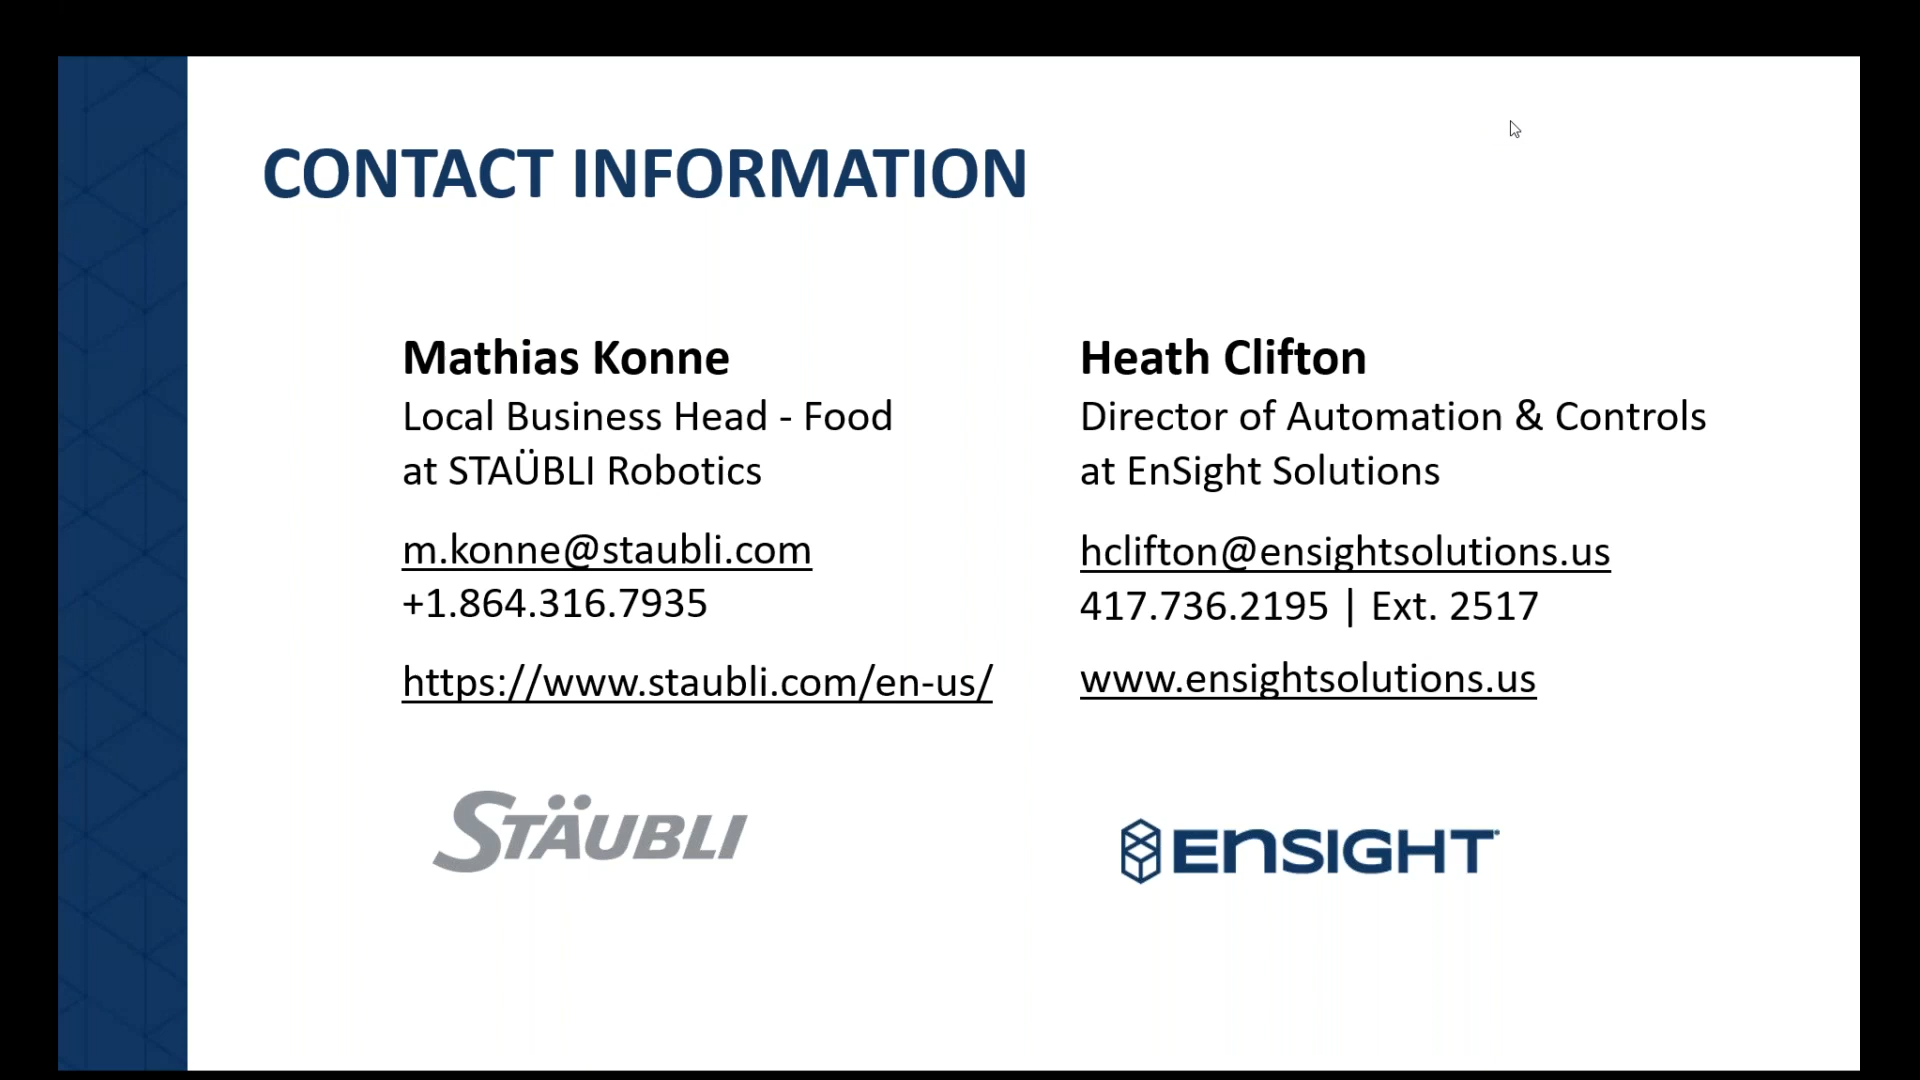 CONTACT INFORMATION
Mathias Konne
Local Business Head - Food
at STAÜBLI Robotics
m.konne@staubli.com
+1.864.316.7935
https://www.staubli.com/en-us/
STÄUBLI
Heath Clifton
Director of Automation & Controls
at EnSight Solutions
hclifton@ensightsolutions.us
417.736.2195 | Ext. 2517
www.ensightsolutions.us
ENSIGHT